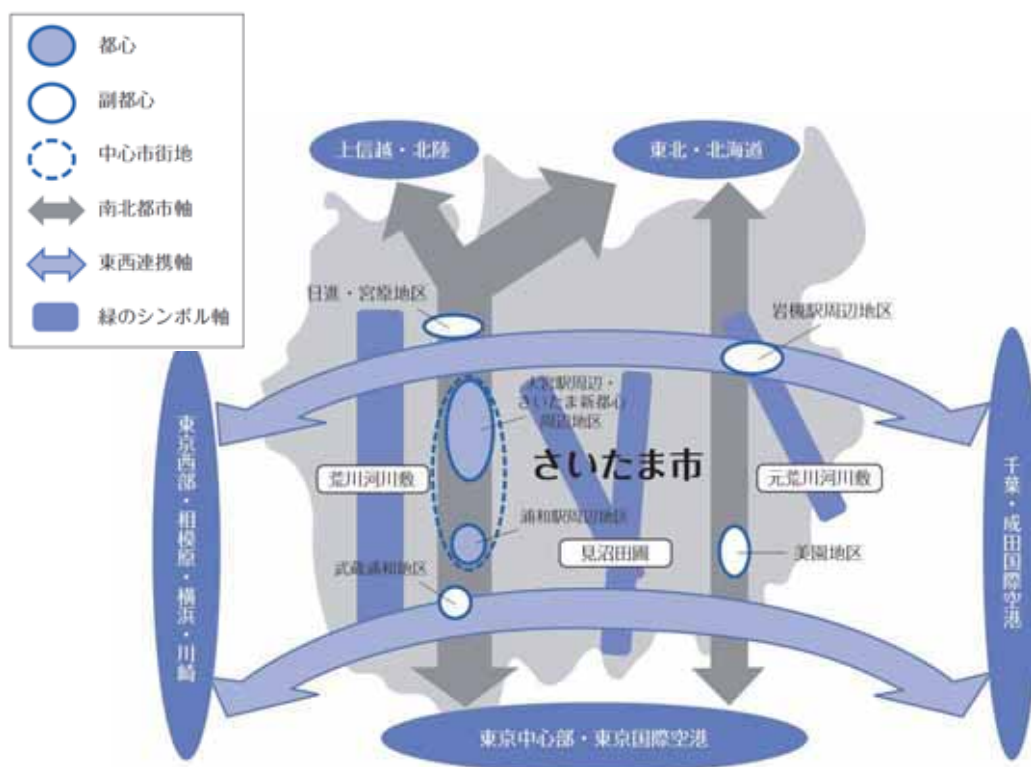 都心
副都心
中心市街地
南北都市軸
東西連携軸
緑のシンボル軸
上信越・北陸
東北・北海道
日進・宮原地区
岩槻駅周辺地区
大宮駅周辺・
さいたま新都心
周辺地区
さいたま市
荒川河川敷
元荒川河川敷
浦和駅周辺地区
見沼田圃
美園地区
武蔵浦和地区
東京西部・相模原・横浜・川崎
千葉・成田国際空港
東京中心部・東京国際空港